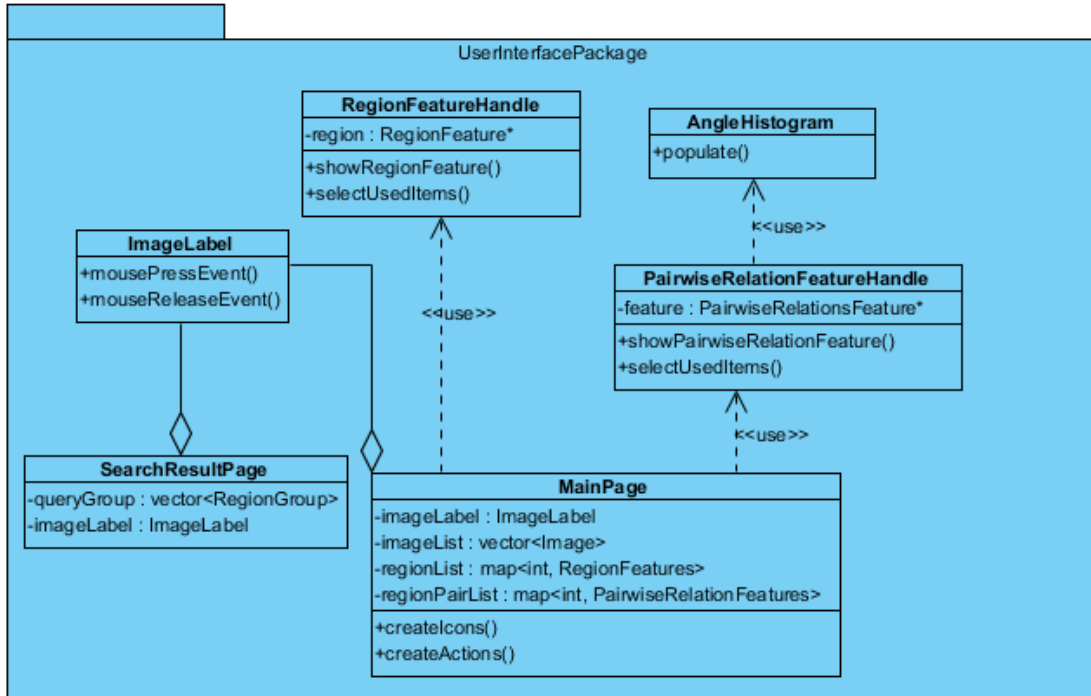 UserInterfacePackage
RegionFeatureHandle
-region : RegionFeature*
+showRegionFeature()
+selectUsedItems()
AngleHistogram
+populate()
<<use>>
ImageLabel
+mousePressEvent()
+mouseReleaseEvent()
<<use>>
PairwiseRelationFeatureHandle
-feature : PairwiseRelationsFeature*
+showPairwiseRelationFeature()
+selectUsedItems()
<<use>>
SearchResultPage
-queryGroup : vector<RegionGroup>
-imageLabel : ImageLabel
MainPage
-imageLabel : ImageLabel
-imageList : vector<Image>
-regionList : map<int, RegionFeatures>
-regionPairList : map<int, PairwiseRelationFeatures>
+createIcons()
+createActions()